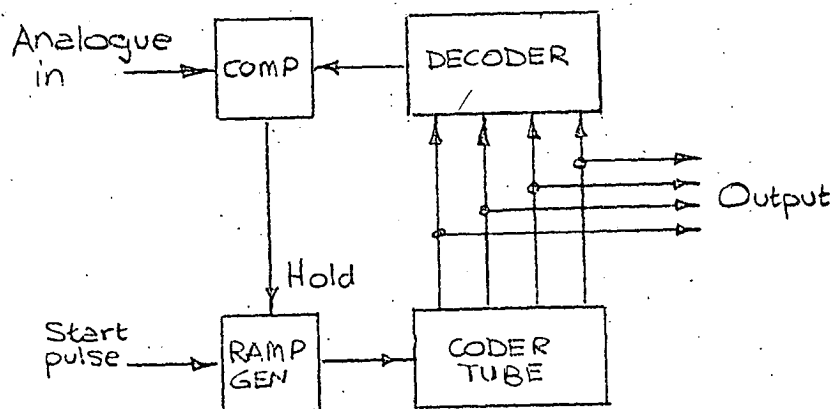 Analogue
in
COMP
DECODER
Output
Hold
Start
pulse
RAMP
GEN
CODER
TUBE